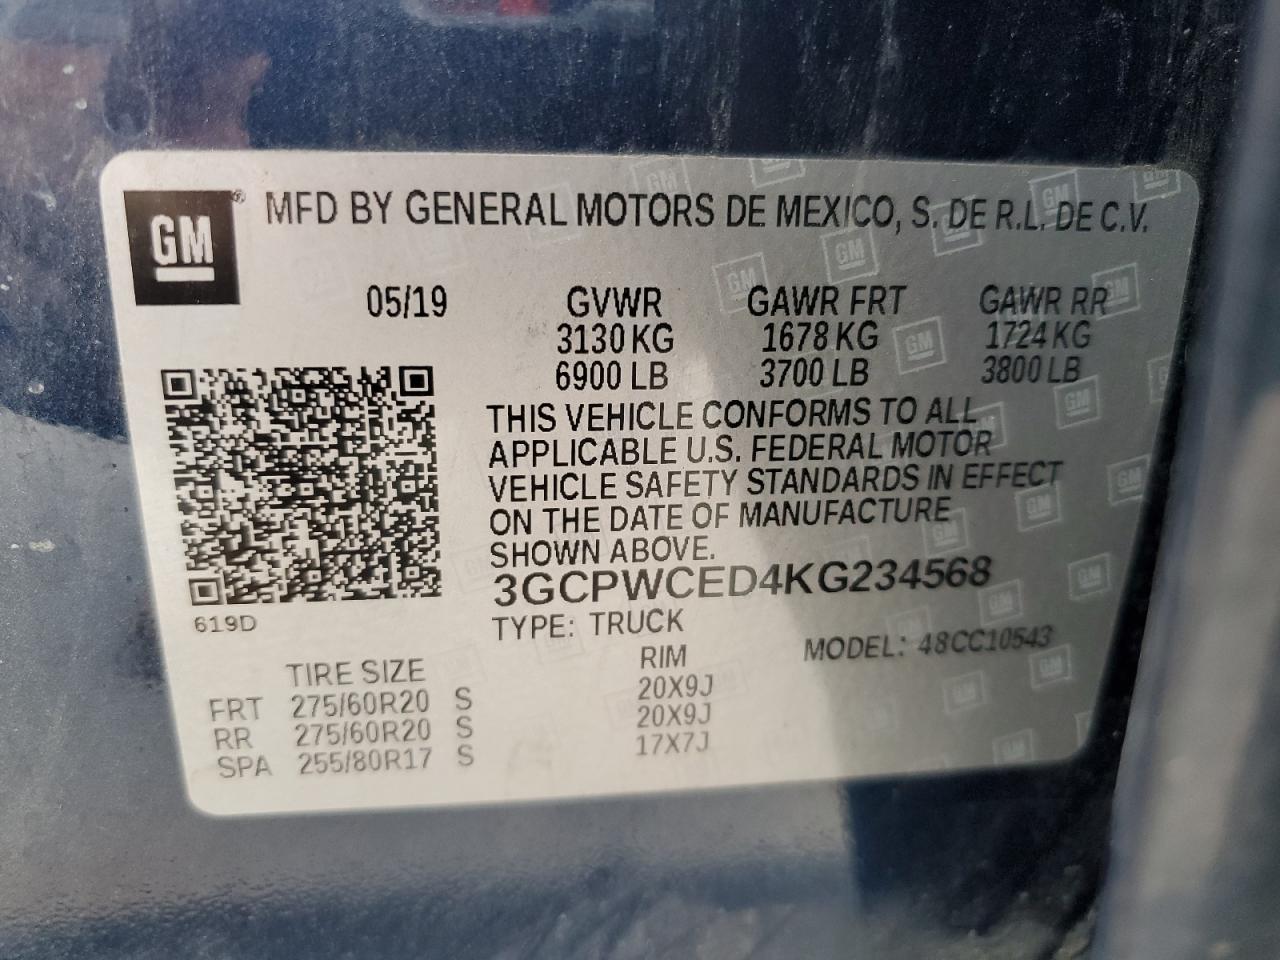 GM ® MFD BY GENERAL MOTORS DE MEXICO, S. DE R.L. DE C.V.
05/19 GVWR GAWR FRT GAWR RR
3130 KG 1678 KG 1724 KG
6900 LB 3700 LB 3800 LB
THIS VEHICLE CONFORMS TO ALL
APPLICABLE U.S. FEDERAL MOTOR
VEHICLE SAFETY STANDARDS IN EFFECT
ON THE DATE OF MANUFACTURE
SHOWN ABOVE.
3GCPWCED4KG234568
619D
TYPE: TRUCK MODEL: 48CC10543
TIRE SIZE RIM
FRT 275/60R20 S 20X9J
RR 275/60R20 S 20X9J
SPA 255/80R17 S 17X7J